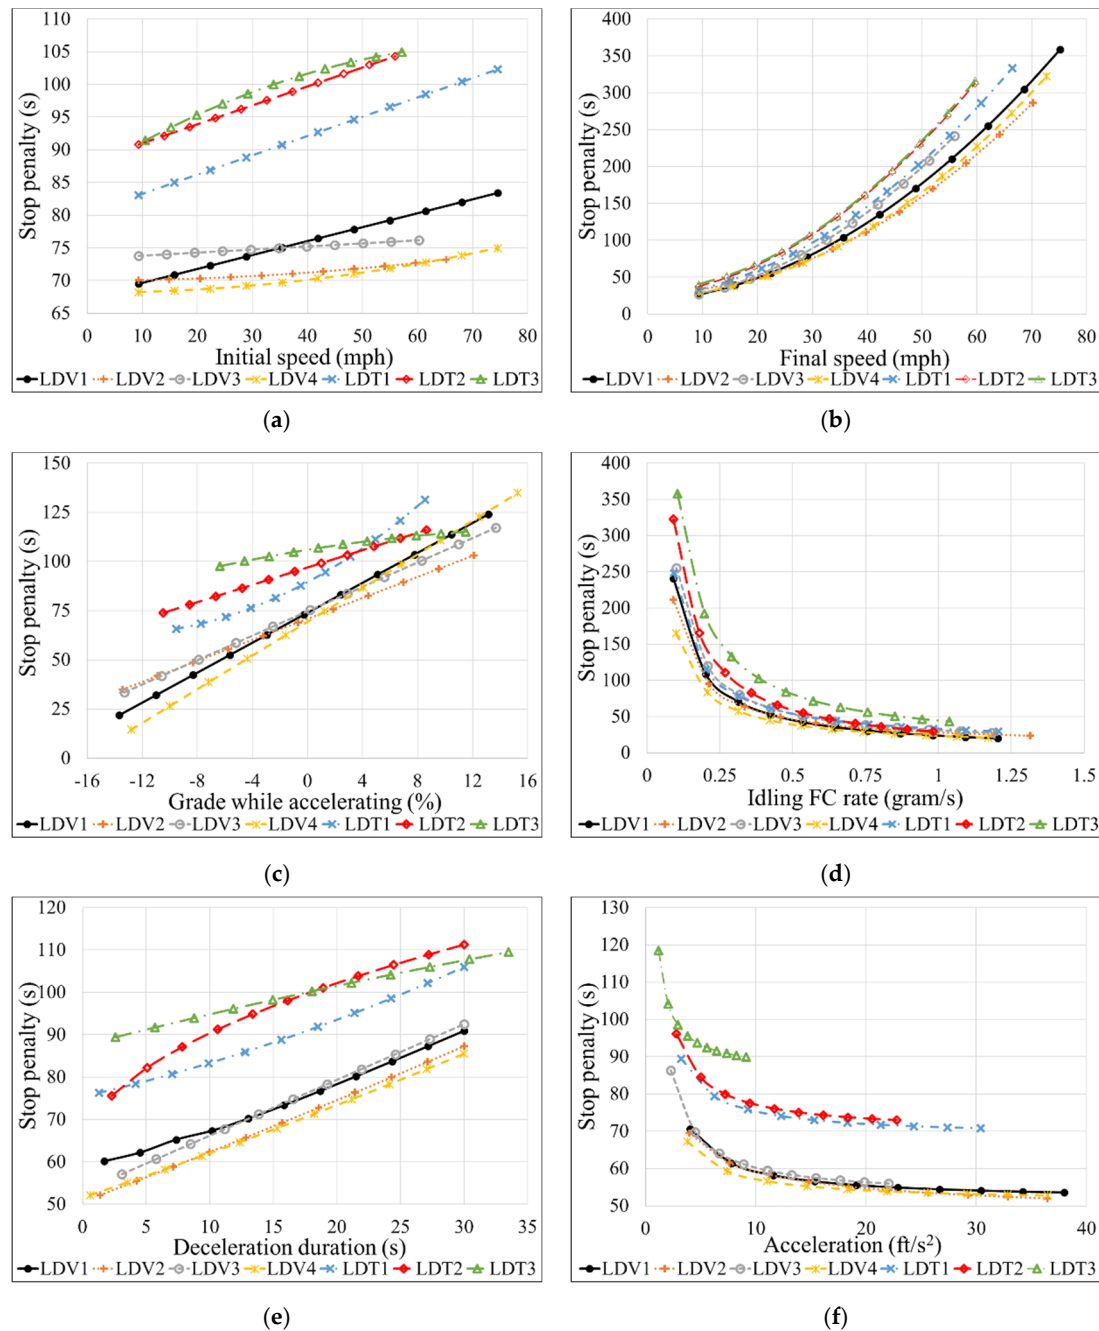 110
105
100
95
90
85
80
75
70
65
Stop penalty (s)
0 10 20 30 40 50 60 70 80
Initial speed (mph)
LDV1 LDV2 LDV3 LDV4 LDT1 LDT2 LDT3
(a)
400
350
300
250
200
150
100
50
0
Stop penalty (s)
0 10 20 30 40 50 60 70 80
Final speed (mph)
LDV1 LDV2 LDV3 LDV4 LDT1 LDT2 LDT3
(b)
150
125
100
75
50
25
0
Stop penalty (s)
-16 -12 -8 -4 0 4 8 12 16
Grade while accelerating (%)
LDV1 LDV2 LDV3 LDV4 LDT1 LDT2 LDT3
(c)
400
350
300
250
200
150
100
50
0
Stop penalty (s)
0 0.25 0.5 0.75 1 1.25 1.5
Idling FC rate (gram/s)
LDV1 LDV2 LDV3 LDV4 LDT1 LDT2 LDT3
(d)
120
110
100
90
80
70
60
50
Stop penalty (s)
0 5 10 15 20 25 30 35
Deceleration duration (s)
LDV1 LDV2 LDV3 LDV4 LDT1 LDT2 LDT3
(e)
130
120
110
100
90
80
70
60
50
Stop penalty (s)
0 10 20 30 40
Acceleration (ft/s²)
LDV1 LDV2 LDV3 LDV4 LDT1 LDT2 LDT3
(f)